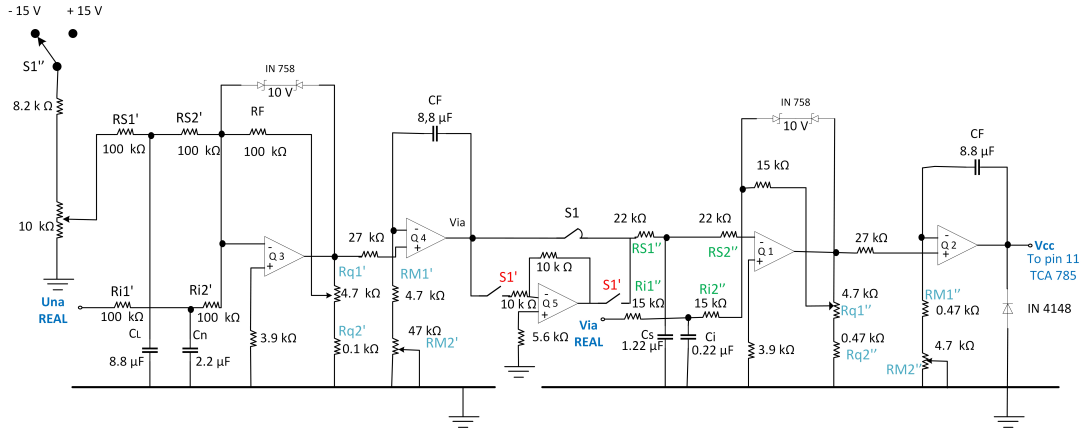 - 15 V
+ 15 V
S1''
8.2 k Ω
10 kΩ
RS1'
100 kΩ
RS2'
100 kΩ
RF
100 kΩ
IN 758
10 V
CF
8,8 µF
-
+
Q 3
27 kΩ
-
+
Q 4
Via
Una
REAL
Ri1'
100 kΩ
Ri2'
100 kΩ
CL
8.8 µF
Cn
2.2 µF
3.9 kΩ
Rq1'
4.7 kΩ
Rq2'
0.1 kΩ
RM1'
4.7 kΩ
47 kΩ
RM2'
S1
S1'
10 kΩ
10 k Ω
-
+
Q 5
S1'
5.6 kΩ
22 kΩ
RS1''
22 kΩ
RS2''
Ri1''
15 kΩ
Ri2''
15 kΩ
Via
REAL
Cs
1.22 µF
Ci
0.22 µF
IN 758
10 V
15 kΩ
-
+
Q 1
3.9 kΩ
27 kΩ
4.7 kΩ
Rq1''
0.47 kΩ
Rq2''
CF
8.8 µF
-
+
Q 2
RM1''
0.47 kΩ
4.7 kΩ
RM2''
Vcc
To pin 11
TCA 785
IN 4148